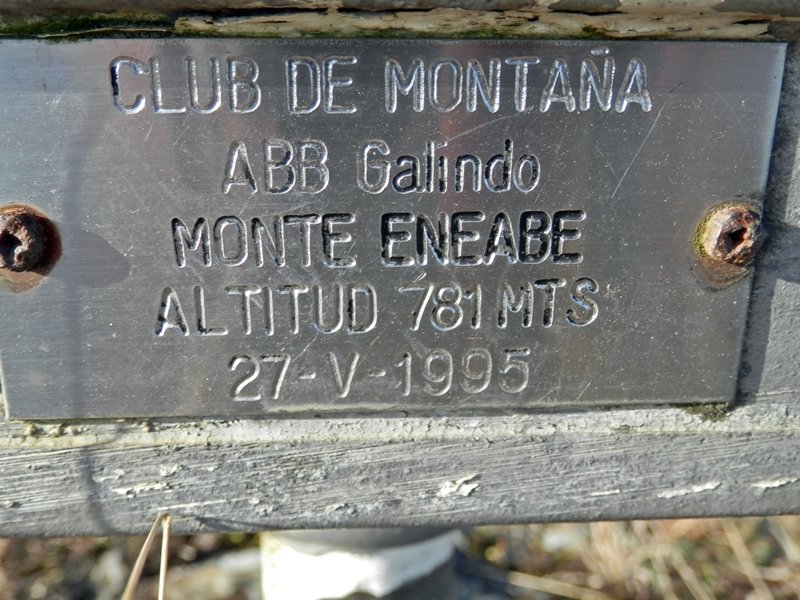 CLUB DE MONTAÑA
ABB Galindo
MONTE ENEABE
ALTITUD 781 MTS
27-V-1995